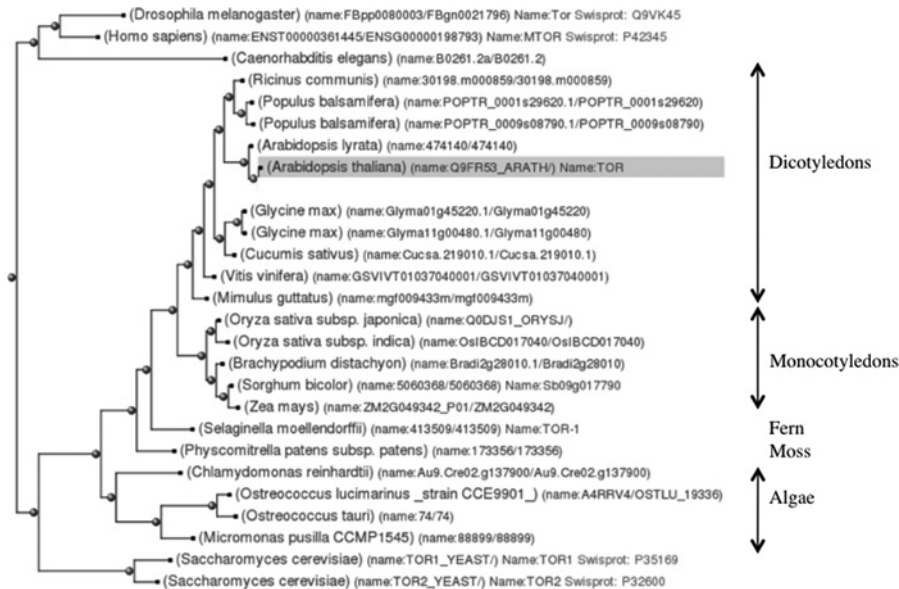 (Drosophila melanogaster) (name:FBpp0080003/FBgn0021796) Name:Tor Swisprot: Q9VK45
(Homo sapiens) (name:ENST00000361445/ENSG00000198793) Name:MTOR Swisprot: P42345
(Caenorhabditis elegans) (name:B0261.2a/B0261.2)
(Ricinus communis) (name:30198.m000859/30198.m000859)
(Populus balsamifera) (name:POPTR_0001s29620.1/POPTR_0001s29620)
(Populus balsamifera) (name:POPTR_0009s08790.1/POPTR_0009s08790)
(Arabidopsis lyrata) (name:474140/474140)
(Arabidopsis thaliana) (name:Q9FR53_ARATH/) Name:TOR
Dicotyledons
(Glycine max) (name:Glyma01g45220.1/Glyma01g45220)
(Glycine max) (name:Glyma11g00480.1/Glyma11g00480)
(Cucumis sativus) (name:Cucsa.219010.1/Cucsa.219010.1)
(Vitis vinifera) (name:GSVIVT01037040001/GSVIVT01037040001)
(Mimulus guttatus) (name:mgf009433m/mgf009433m)
(Oryza sativa subsp. japonica) (name:Q0DJS1_ORYSJ/)
(Oryza sativa subsp. indica) (name:OsIBCD017040/OsIBCD017040)
(Brachypodium distachyon) (name:Bradi2g28010.1/Bradi2g28010)
Monocotyledons
(Sorghum bicolor) (name:5060368/5060368) Name:Sb09g017790
(Zea mays) (name:ZM2G049342_P01/ZM2G049342)
(Selaginella moellendorffii) (name:413509/413509) Name:TOR-1
Fern
(Physcomitrella patens subsp. patens) (name:173356/173356)
Moss
(Chlamydomonas reinhardtii) (name:Au9.Cre02.g137900/Au9.Cre02.g137900)
(Ostreococcus lucimarinus _strain CCE9901_) (name:A4RRV4/OSTLU_19336)
Algae
(Ostreococcus tauri) (name:74/74)
(Micromonas pusilla CCMP1545) (name:88899/88899)
(Saccharomyces cerevisiae) (name:TOR1_YEAST/) Name:TOR1 Swisprot: P35169
(Saccharomyces cerevisiae) (name:TOR2_YEAST/) Name:TOR2 Swisprot: P32600